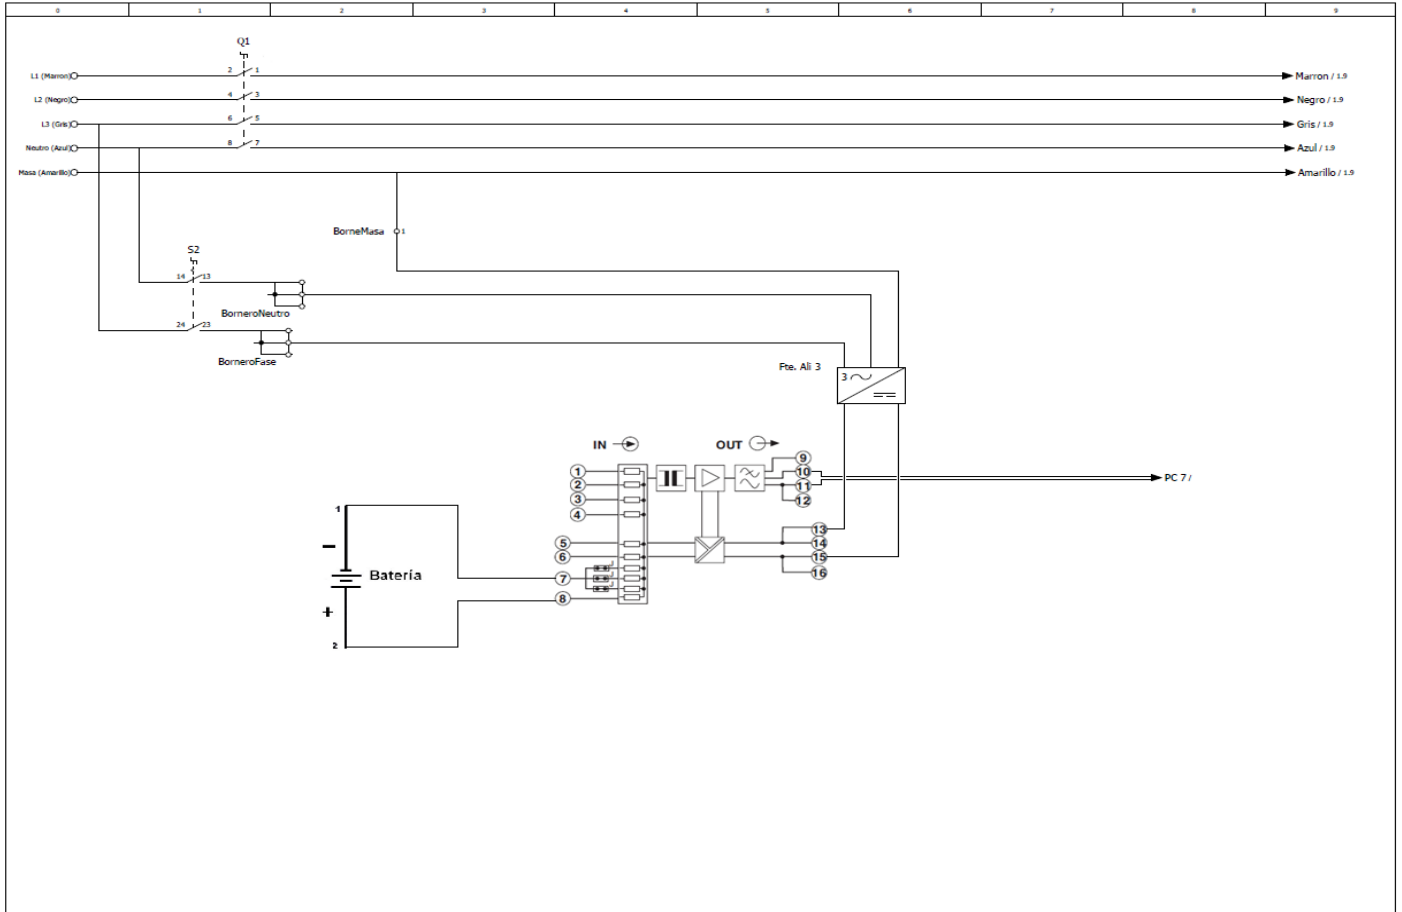 0 1 2 3 4 5 6 7 8 9
Q1
L1 (Marron) 2 1 Marron / 1.9
L2 (Negro) 4 3 Negro / 1.9
L3 (Gris) 6 5 Gris / 1.9
Neutro (Azul) 8 7 Azul / 1.9
Masa (Amarillo) Amarillo / 1.9
BorneMasa 1
S2
14 13
BorneroNeutro
24 23
BorneroFase
Fte. Ali 3
3
IN OUT
9
1 10
2 11 PC 7 /
3 12
4
13
5 14
6 15
7 16
8
1
−
Batería
+
2